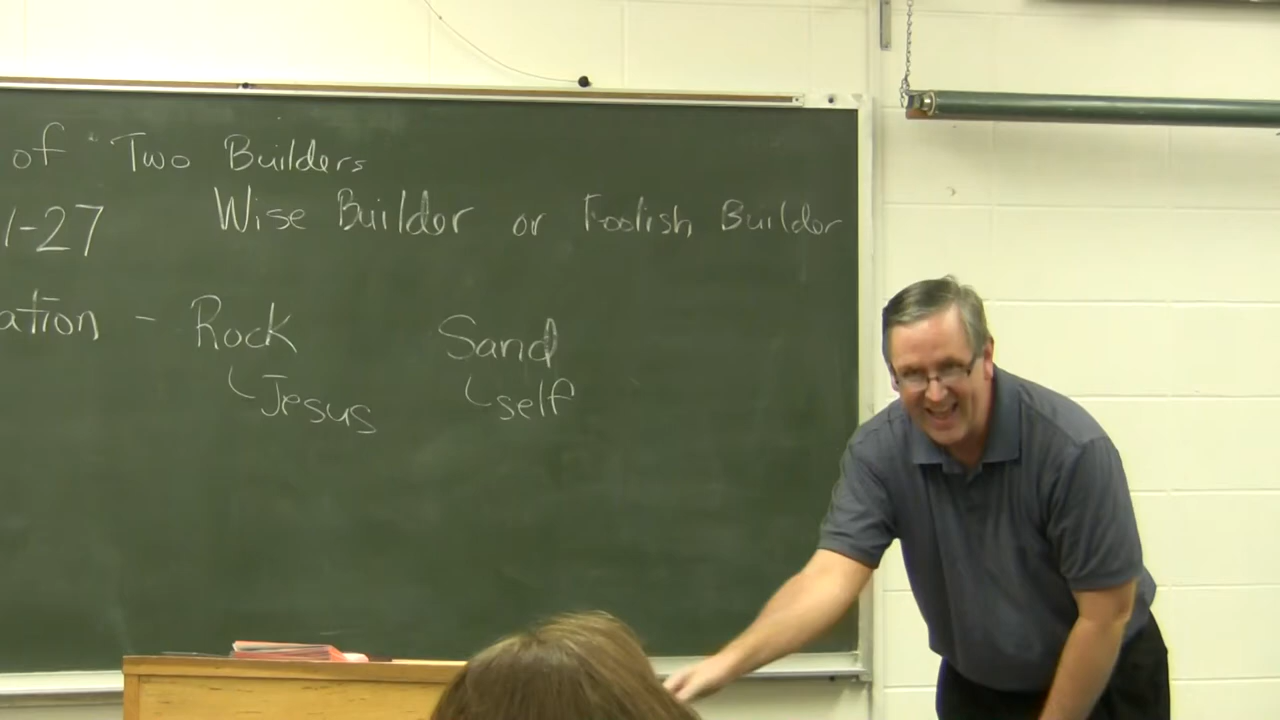 of Two Builders
1-27 Wise Builder or Foolish Builder
ation - Rock Sand
Jesus self